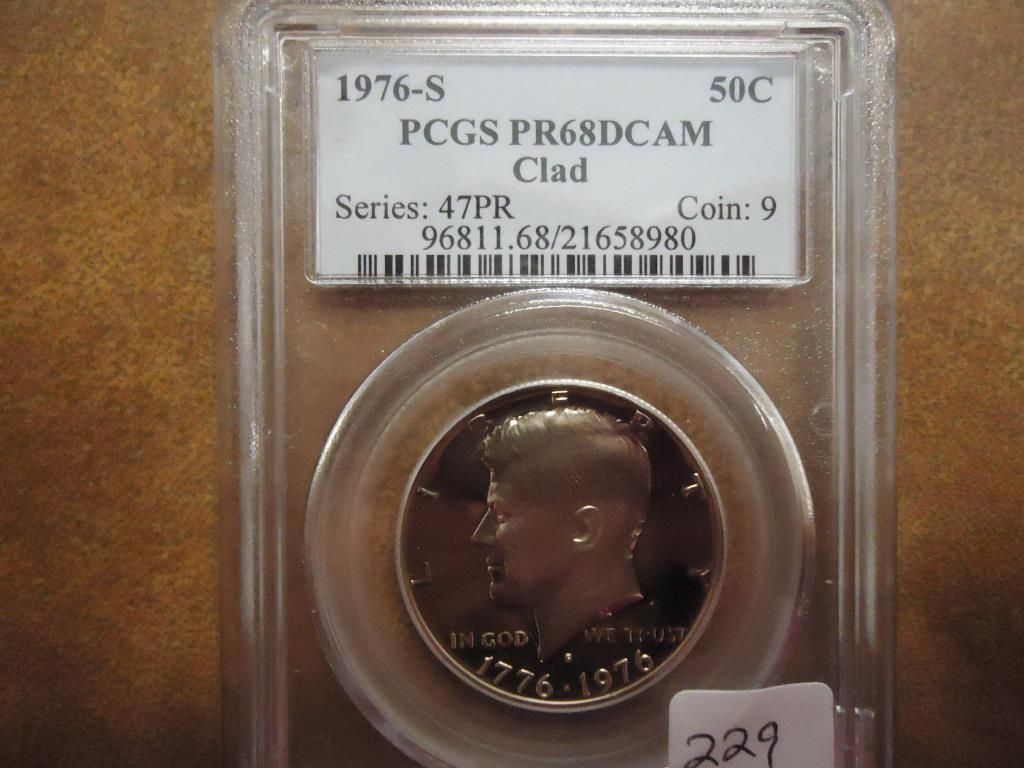 1976-S 50C
PCGS PR68DCAM
Clad
Series: 47PR Coin: 9
96811.68/21658980
LIBERTY
IN GOD WE TRUST
1776 · 1976
229